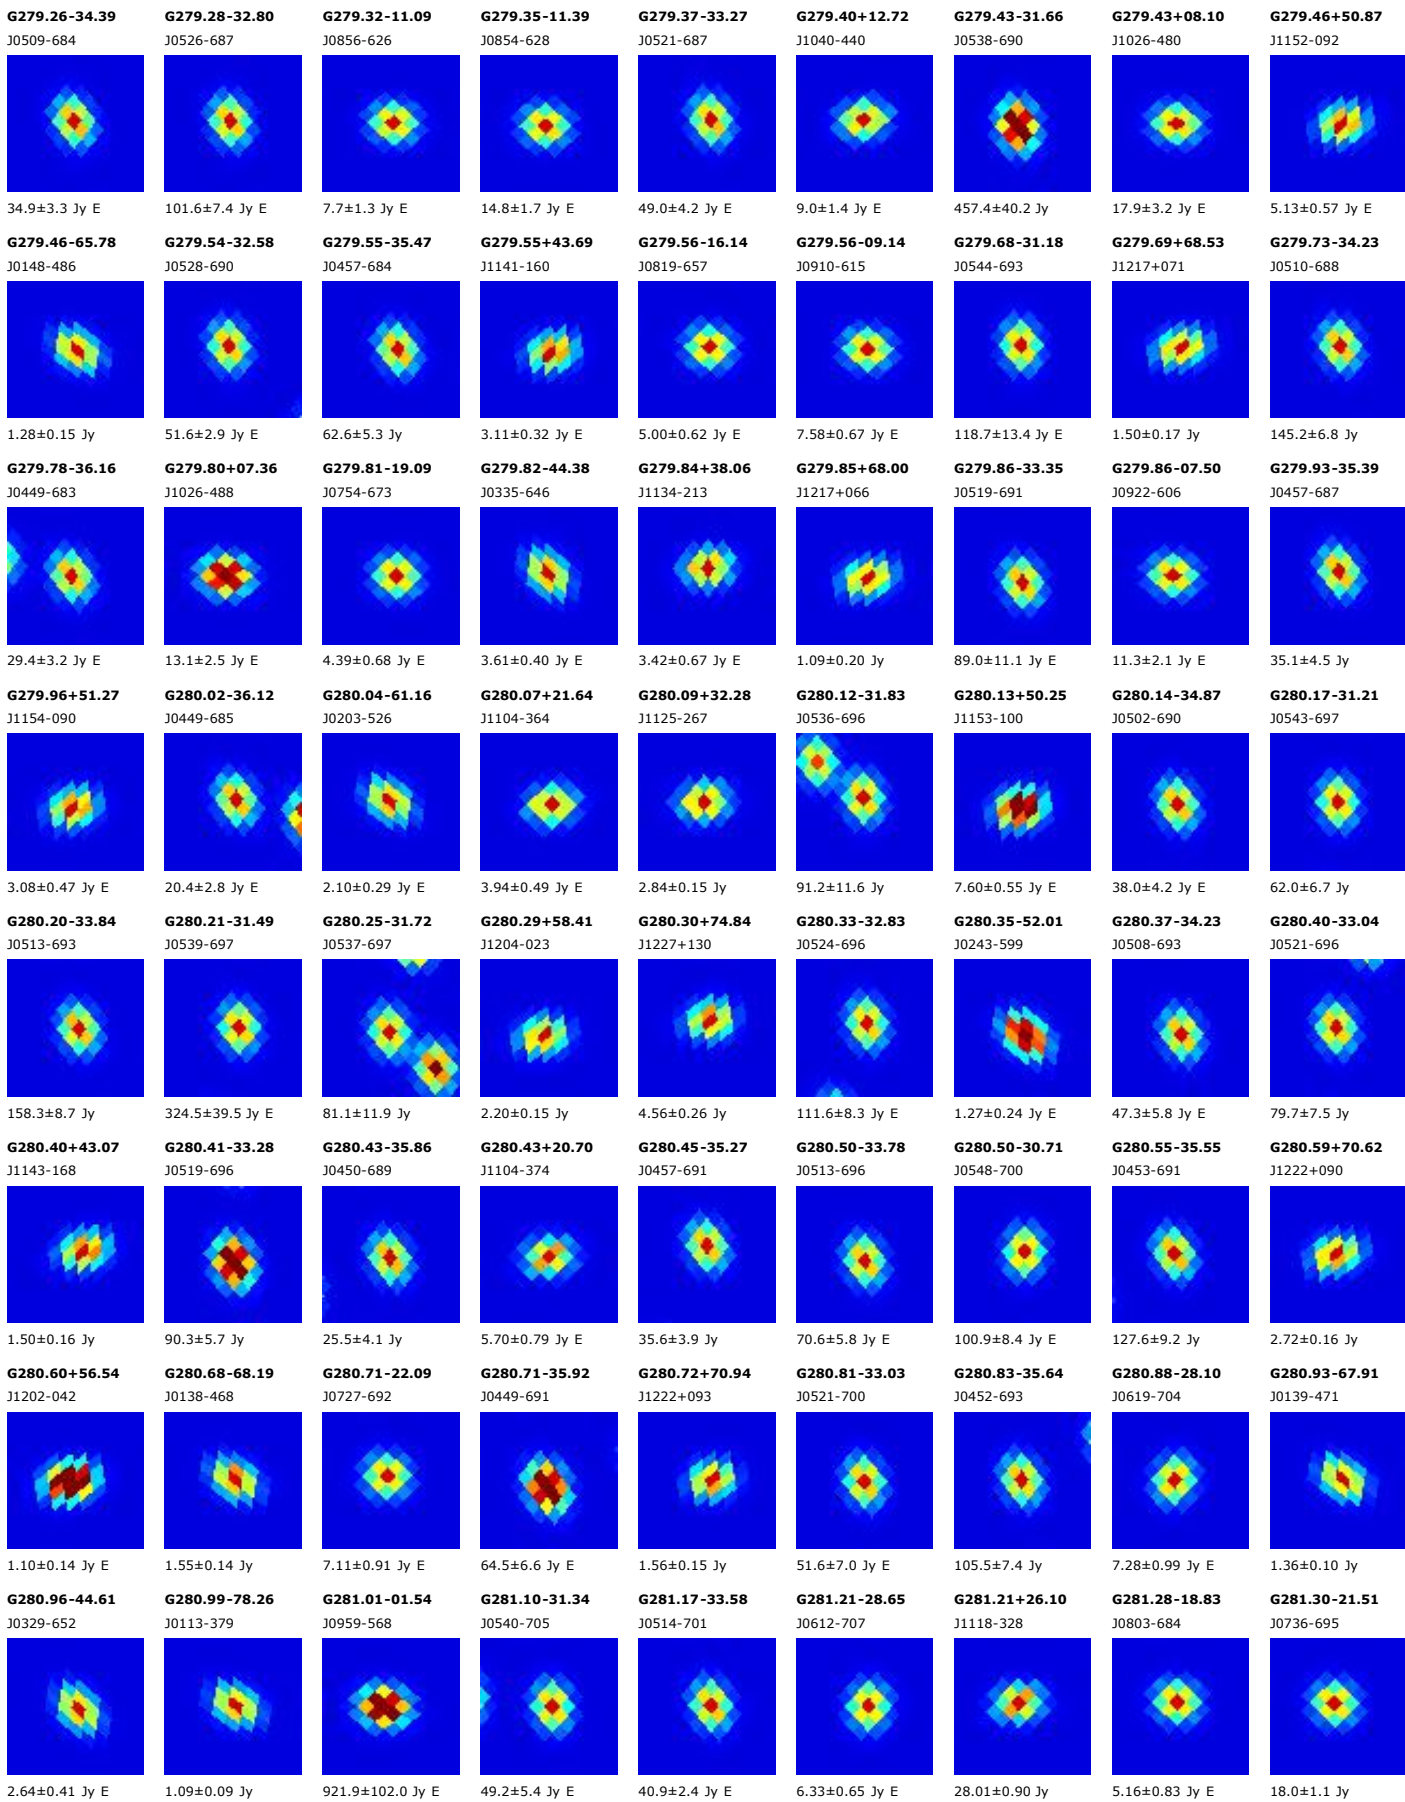 G279.26-34.39 G279.28-32.80 G279.32-11.09 G279.35-11.39 G279.37-33.27 G279.40+12.72 G279.43-31.66 G279.43+08.10 G279.46+50.87
J0509-684 J0526-687 J0856-626 J0854-628 J0521-687 J1040-440 J0538-690 J1026-480 J1152-092
34.9±3.3 Jy E 101.6±7.4 Jy E 7.7±1.3 Jy E 14.8±1.7 Jy E 49.0±4.2 Jy E 9.0±1.4 Jy E 457.4±40.2 Jy 17.9±3.2 Jy E 5.13±0.57 Jy E
G279.46-65.78 G279.54-32.58 G279.55-35.47 G279.55+43.69 G279.56-16.14 G279.56-09.14 G279.68-31.18 G279.69+68.53 G279.73-34.23
J0148-486 J0528-690 J0457-684 J1141-160 J0819-657 J0910-615 J0544-693 J1217+071 J0510-688
1.28±0.15 Jy 51.6±2.9 Jy E 62.6±5.3 Jy 3.11±0.32 Jy E 5.00±0.62 Jy E 7.58±0.67 Jy E 118.7±13.4 Jy E 1.50±0.17 Jy 145.2±6.8 Jy
G279.78-36.16 G279.80+07.36 G279.81-19.09 G279.82-44.38 G279.84+38.06 G279.85+68.00 G279.86-33.35 G279.86-07.50 G279.93-35.39
J0449-683 J1026-488 J0754-673 J0335-646 J1134-213 J1217+066 J0519-691 J0922-606 J0457-687
29.4±3.2 Jy E 13.1±2.5 Jy E 4.39±0.68 Jy E 3.61±0.40 Jy E 3.42±0.67 Jy E 1.09±0.20 Jy 89.0±11.1 Jy E 11.3±2.1 Jy E 35.1±4.5 Jy
G279.96+51.27 G280.02-36.12 G280.04-61.16 G280.07+21.64 G280.09+32.28 G280.12-31.83 G280.13+50.25 G280.14-34.87 G280.17-31.21
J1154-090 J0449-685 J0203-526 J1104-364 J1125-267 J0536-696 J1153-100 J0502-690 J0543-697
3.08±0.47 Jy E 20.4±2.8 Jy E 2.10±0.29 Jy E 3.94±0.49 Jy E 2.84±0.15 Jy 91.2±11.6 Jy 7.60±0.55 Jy E 38.0±4.2 Jy E 62.0±6.7 Jy
G280.20-33.84 G280.21-31.49 G280.25-31.72 G280.29+58.41 G280.30+74.84 G280.33-32.83 G280.35-52.01 G280.37-34.23 G280.40-33.04
J0513-693 J0539-697 J0537-697 J1204-023 J1227+130 J0524-696 J0243-599 J0508-693 J0521-696
158.3±8.7 Jy 324.5±39.5 Jy E 81.1±11.9 Jy 2.20±0.15 Jy 4.56±0.26 Jy 111.6±8.3 Jy E 1.27±0.24 Jy E 47.3±5.8 Jy E 79.7±7.5 Jy
G280.40+43.07 G280.41-33.28 G280.43-35.86 G280.43+20.70 G280.45-35.27 G280.50-33.78 G280.50-30.71 G280.55-35.55 G280.59+70.62
J1143-168 J0519-696 J0450-689 J1104-374 J0457-691 J0513-696 J0548-700 J0453-691 J1222+090
1.50±0.16 Jy 90.3±5.7 Jy 25.5±4.1 Jy 5.70±0.79 Jy E 35.6±3.9 Jy 70.6±5.8 Jy E 100.9±8.4 Jy E 127.6±9.2 Jy 2.72±0.16 Jy
G280.60+56.54 G280.68-68.19 G280.71-22.09 G280.71-35.92 G280.72+70.94 G280.81-33.03 G280.83-35.64 G280.88-28.10 G280.93-67.91
J1202-042 J0138-468 J0727-692 J0449-691 J1222+093 J0521-700 J0452-693 J0619-704 J0139-471
1.10±0.14 Jy E 1.55±0.14 Jy 7.11±0.91 Jy E 64.5±6.6 Jy E 1.56±0.15 Jy 51.6±7.0 Jy E 105.5±7.4 Jy 7.28±0.99 Jy E 1.36±0.10 Jy
G280.96-44.61 G280.99-78.26 G281.01-01.54 G281.10-31.34 G281.17-33.58 G281.21-28.65 G281.21+26.10 G281.28-18.83 G281.30-21.51
J0329-652 J0113-379 J0959-568 J0540-705 J0514-701 J0612-707 J1118-328 J0803-684 J0736-695
2.64±0.41 Jy E 1.09±0.09 Jy 921.9±102.0 Jy E 49.2±5.4 Jy E 40.9±2.4 Jy E 6.33±0.65 Jy E 28.01±0.90 Jy 5.16±0.83 Jy E 18.0±1.1 Jy